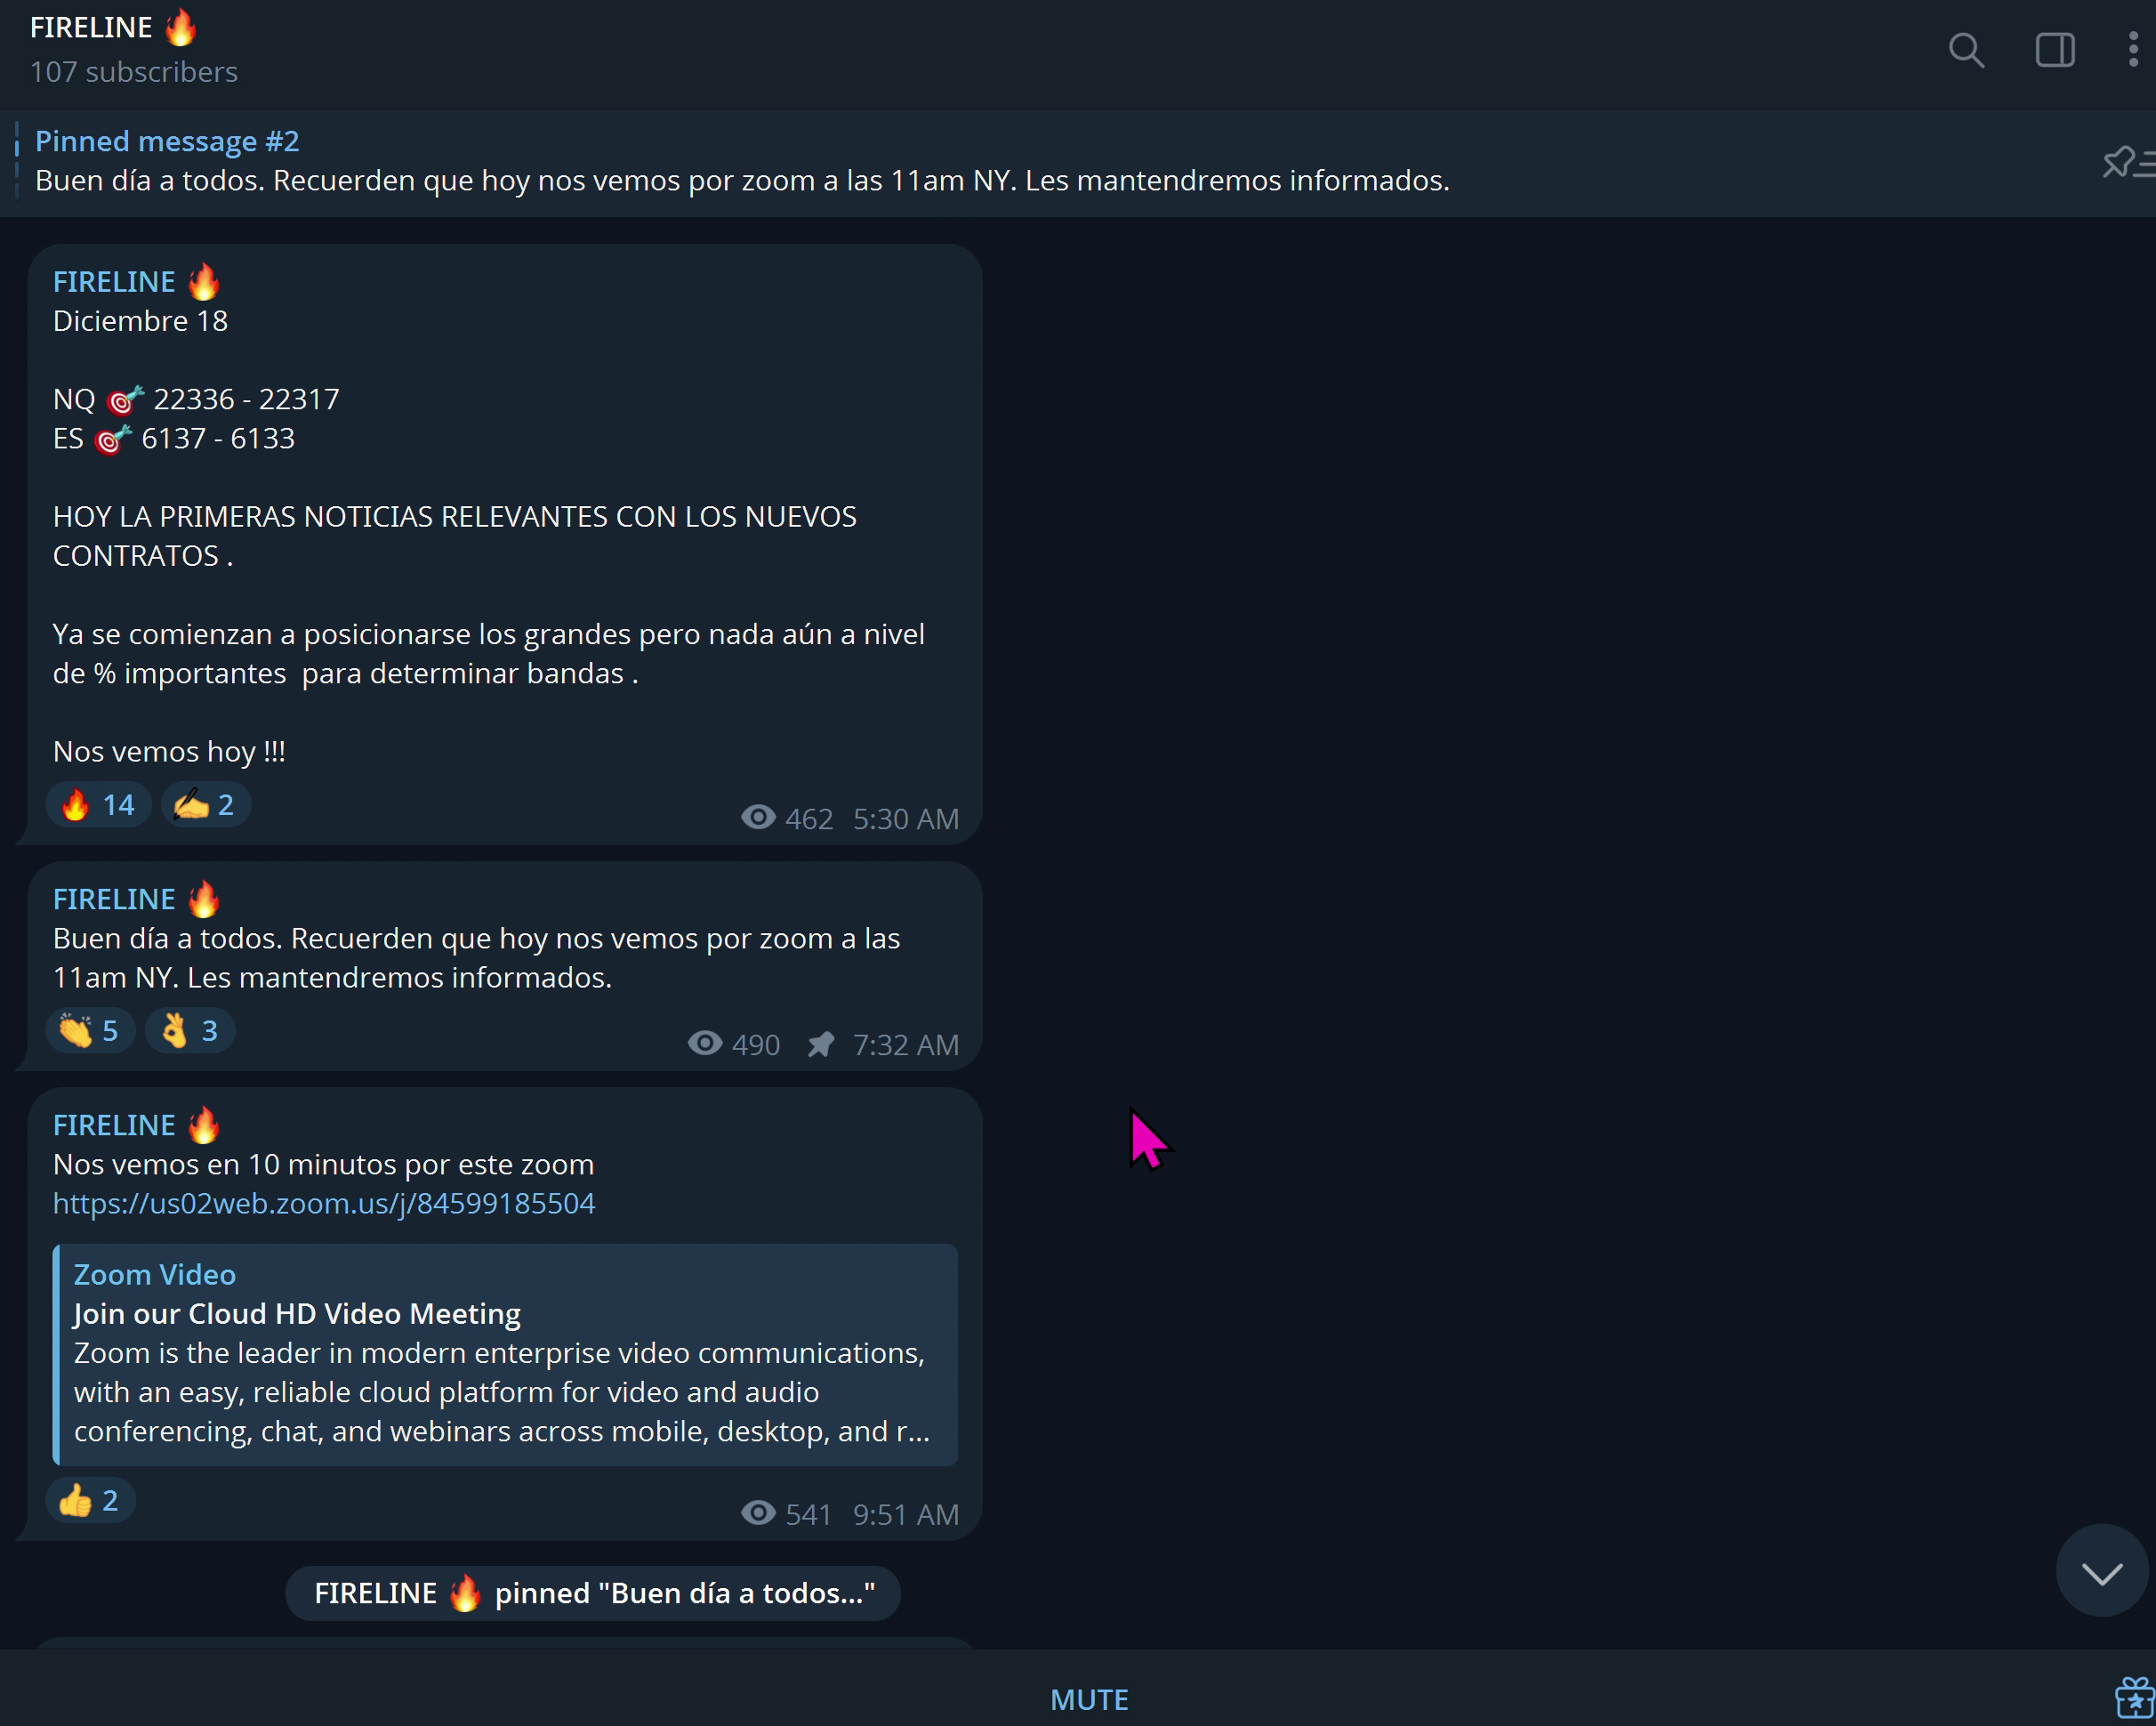 FIRELINE 🔥
107 subscribers
Pinned message #2
Buen día a todos. Recuerden que hoy nos vemos por zoom a las 11am NY. Les mantendremos informados.
FIRELINE 🔥
Diciembre 18
NQ 🎯 22336 - 22317
ES 🎯 6137 - 6133
HOY LA PRIMERAS NOTICIAS RELEVANTES CON LOS NUEVOS
CONTRATOS .
Ya se comienzan a posicionarse los grandes pero nada aún a nivel
de % importantes  para determinar bandas .
Nos vemos hoy !!!
🔥 14 ✍️ 2
462 5:30 AM
FIRELINE 🔥
Buen día a todos. Recuerden que hoy nos vemos por zoom a las
11am NY. Les mantendremos informados.
👏 5 👌 3
490 7:32 AM
FIRELINE 🔥
Nos vemos en 10 minutos por este zoom
https://us02web.zoom.us/j/84599185504
Zoom Video
Join our Cloud HD Video Meeting
Zoom is the leader in modern enterprise video communications,
with an easy, reliable cloud platform for video and audio
conferencing, chat, and webinars across mobile, desktop, and r...
👍 2
541 9:51 AM
FIRELINE 🔥 pinned "Buen día a todos..."
MUTE